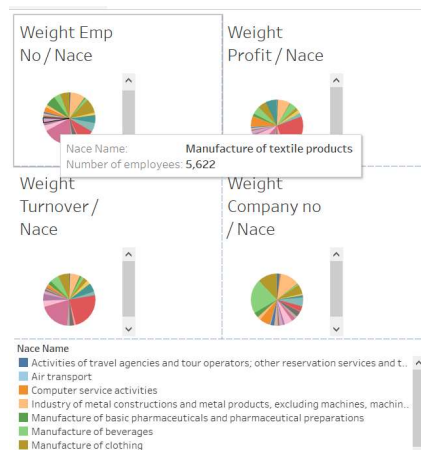 Weight Emp
No / Nace
Weight
Profit / Nace
Nace Name: Manufacture of textile products
Number of employees: 5,622
Weight
Turnover /
Nace
Weight
Company no
/ Nace
Nace Name
Activities of travel agencies and tour operators; other reservation services and t..
Air transport
Computer service activities
Industry of metal constructions and metal products, excluding machines, machin..
Manufacture of basic pharmaceuticals and pharmaceutical preparations
Manufacture of beverages
Manufacture of clothing